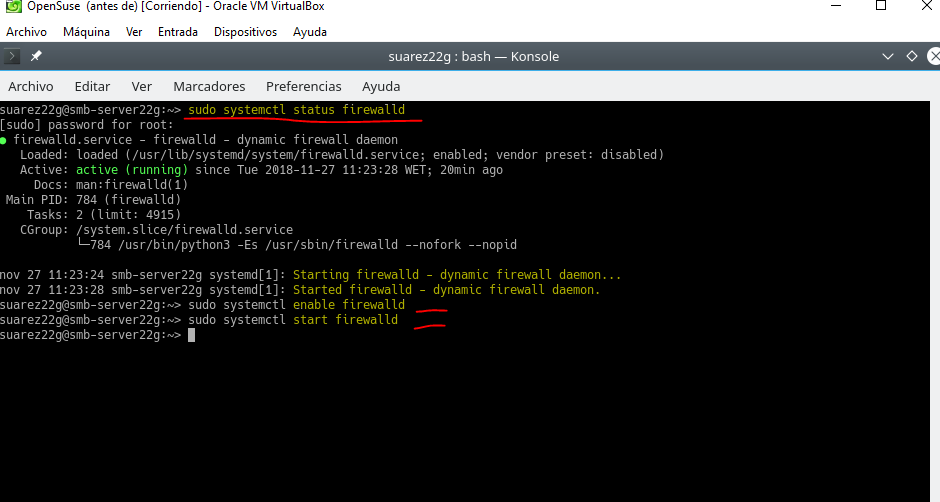 OpenSuse (antes de) [Corriendo] - Oracle VM VirtualBox
Archivo Máquina Ver Entrada Dispositivos Ayuda
suarez22g : bash — Konsole
Archivo Editar Ver Marcadores Preferencias Ayuda
suarez22g@smb-server22g:~> sudo systemctl status firewalld
[sudo] password for root:
● firewalld.service - firewalld - dynamic firewall daemon
   Loaded: loaded (/usr/lib/systemd/system/firewalld.service; enabled; vendor preset: disabled)
   Active: active (running) since Tue 2018-11-27 11:23:28 WET; 20min ago
     Docs: man:firewalld(1)
 Main PID: 784 (firewalld)
    Tasks: 2 (limit: 4915)
   CGroup: /system.slice/firewalld.service
           └─784 /usr/bin/python3 -Es /usr/sbin/firewalld --nofork --nopid
nov 27 11:23:24 smb-server22g systemd[1]: Starting firewalld - dynamic firewall daemon...
nov 27 11:23:28 smb-server22g systemd[1]: Started firewalld - dynamic firewall daemon.
suarez22g@smb-server22g:~> sudo systemctl enable firewalld
suarez22g@smb-server22g:~> sudo systemctl start firewalld
suarez22g@smb-server22g:~>